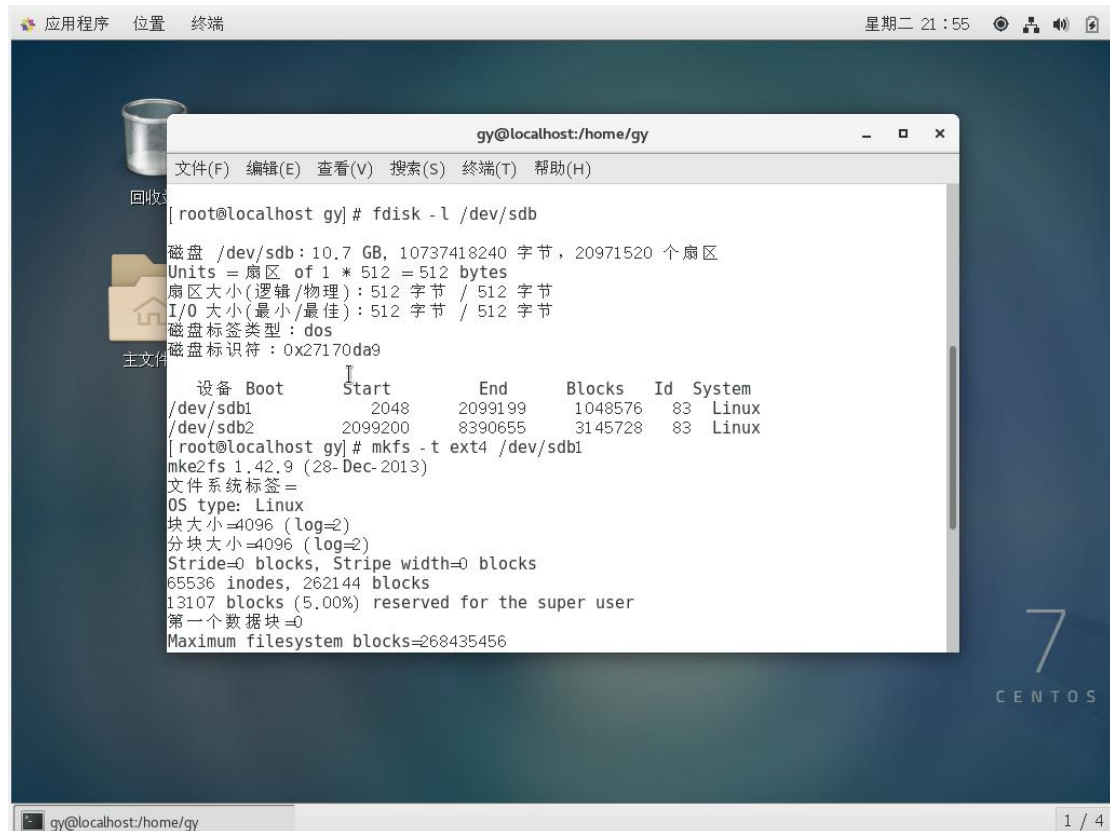 应用程序 位置 终端 星期二 21：55
回收
主文件
gy@localhost:/home/gy
文件(F) 编辑(E) 查看(V) 搜索(S) 终端(T) 帮助(H)
[root@localhost gy]# fdisk -l /dev/sdb
磁盘 /dev/sdb：10.7 GB, 10737418240 字节，20971520 个扇区
Units = 扇区 of 1 * 512 = 512 bytes
扇区大小(逻辑/物理)：512 字节 / 512 字节
I/O 大小(最小/最佳)：512 字节 / 512 字节
磁盘标签类型：dos
磁盘标识符：0x27170da9
设备 Boot Start End Blocks Id System
/dev/sdb1 2048 2099199 1048576 83 Linux
/dev/sdb2 2099200 8390655 3145728 83 Linux
[root@localhost gy]# mkfs -t ext4 /dev/sdb1
mke2fs 1.42.9 (28-Dec-2013)
文件系统标签=
OS type: Linux
块大小=4096 (log=2)
分块大小=4096 (log=2)
Stride=0 blocks, Stripe width=0 blocks
65536 inodes, 262144 blocks
13107 blocks (5.00%) reserved for the super user
第一个数据块=0
Maximum filesystem blocks=268435456
7
CENTOS
gy@localhost:/home/gy 1 / 4